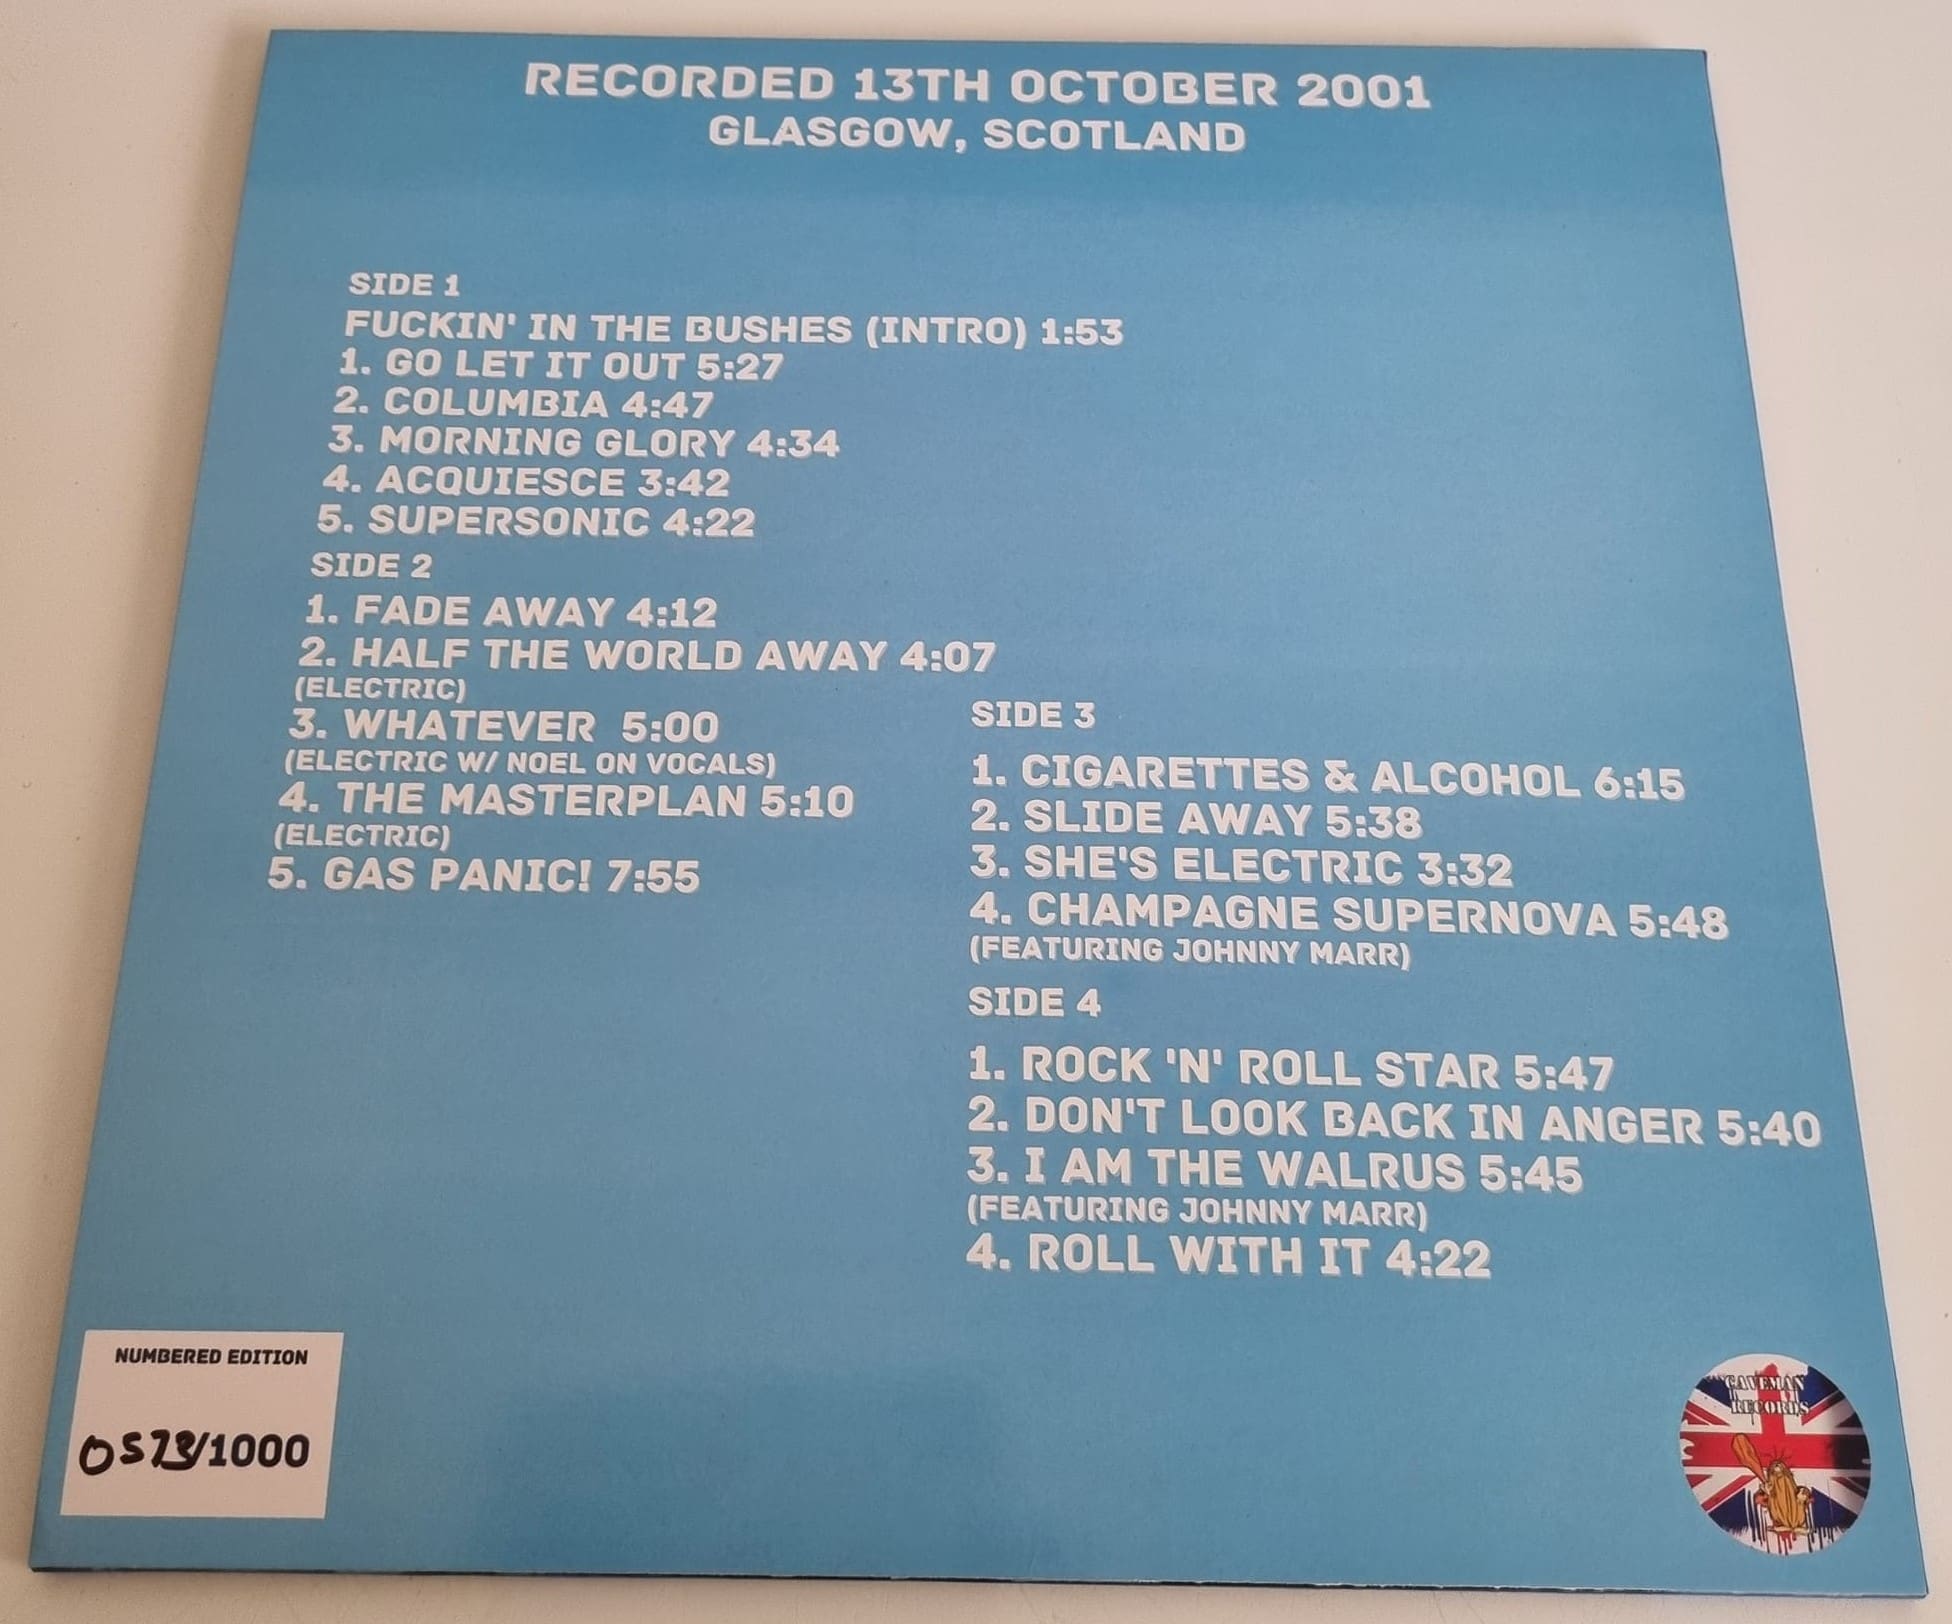 RECORDED 13TH OCTOBER 2001
GLASGOW, SCOTLAND
SIDE 1
FUCKIN' IN THE BUSHES (INTRO) 1:53
1. GO LET IT OUT 5:27
2. COLUMBIA 4:47
3. MORNING GLORY 4:34
4. ACQUIESCE 3:42
5. SUPERSONIC 4:22
SIDE 2
1. FADE AWAY 4:12
2. HALF THE WORLD AWAY 4:07
(ELECTRIC)
3. WHATEVER 5:00
(ELECTRIC W/ NOEL ON VOCALS)
4. THE MASTERPLAN 5:10
(ELECTRIC)
5. GAS PANIC! 7:55
SIDE 3
1. CIGARETTES & ALCOHOL 6:15
2. SLIDE AWAY 5:38
3. SHE'S ELECTRIC 3:32
4. CHAMPAGNE SUPERNOVA 5:48
(FEATURING JOHNNY MARR)
SIDE 4
1. ROCK 'N' ROLL STAR 5:47
2. DON'T LOOK BACK IN ANGER 5:40
3. I AM THE WALRUS 5:45
(FEATURING JOHNNY MARR)
4. ROLL WITH IT 4:22
NUMBERED EDITION
0573/1000
CAVEMAN
RECORDS